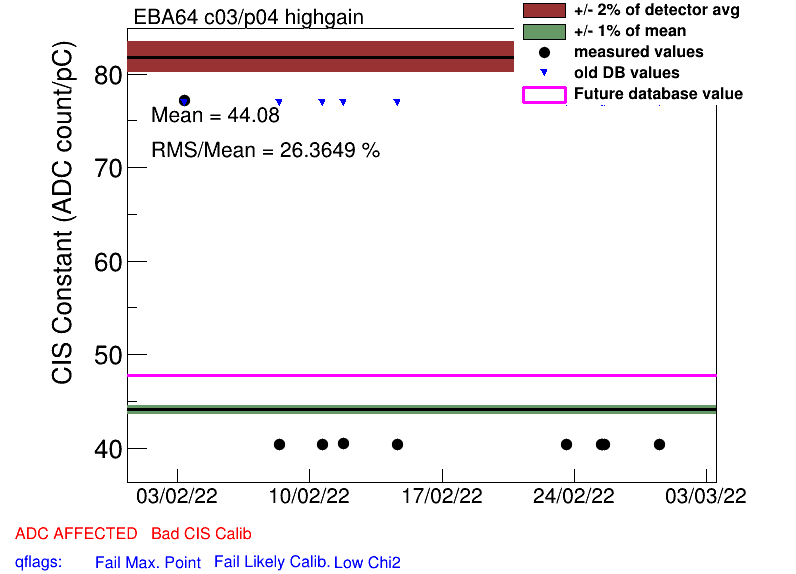 EBA64 c03/p04 highgain
+/- 2% of detector avg
+/- 1% of mean
measured values
old DB values
Future database value
CIS Constant (ADC count/pC)
80
70
60
50
40
Mean = 44.08
RMS/Mean = 26.3649 %
03/02/22 10/02/22 17/02/22 24/02/22 03/03/22
ADC AFFECTED Bad CIS Calib
qflags: Fail Max. Point Fail Likely Calib. Low Chi2